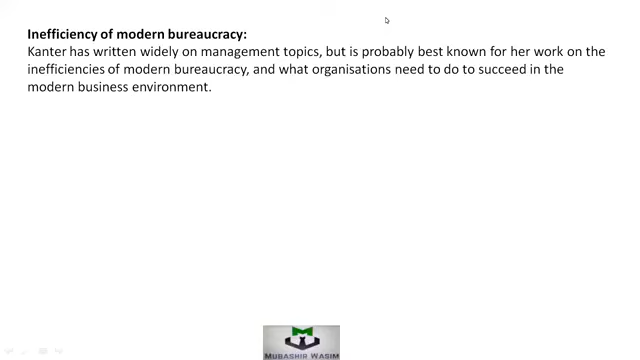 Inefficiency of modern bureaucracy:
Kanter has written widely on management topics, but is probably best known for her work on the
inefficiencies of modern bureaucracy, and what organisations need to do to succeed in the
modern business environment.
MUBASHIR WASIM